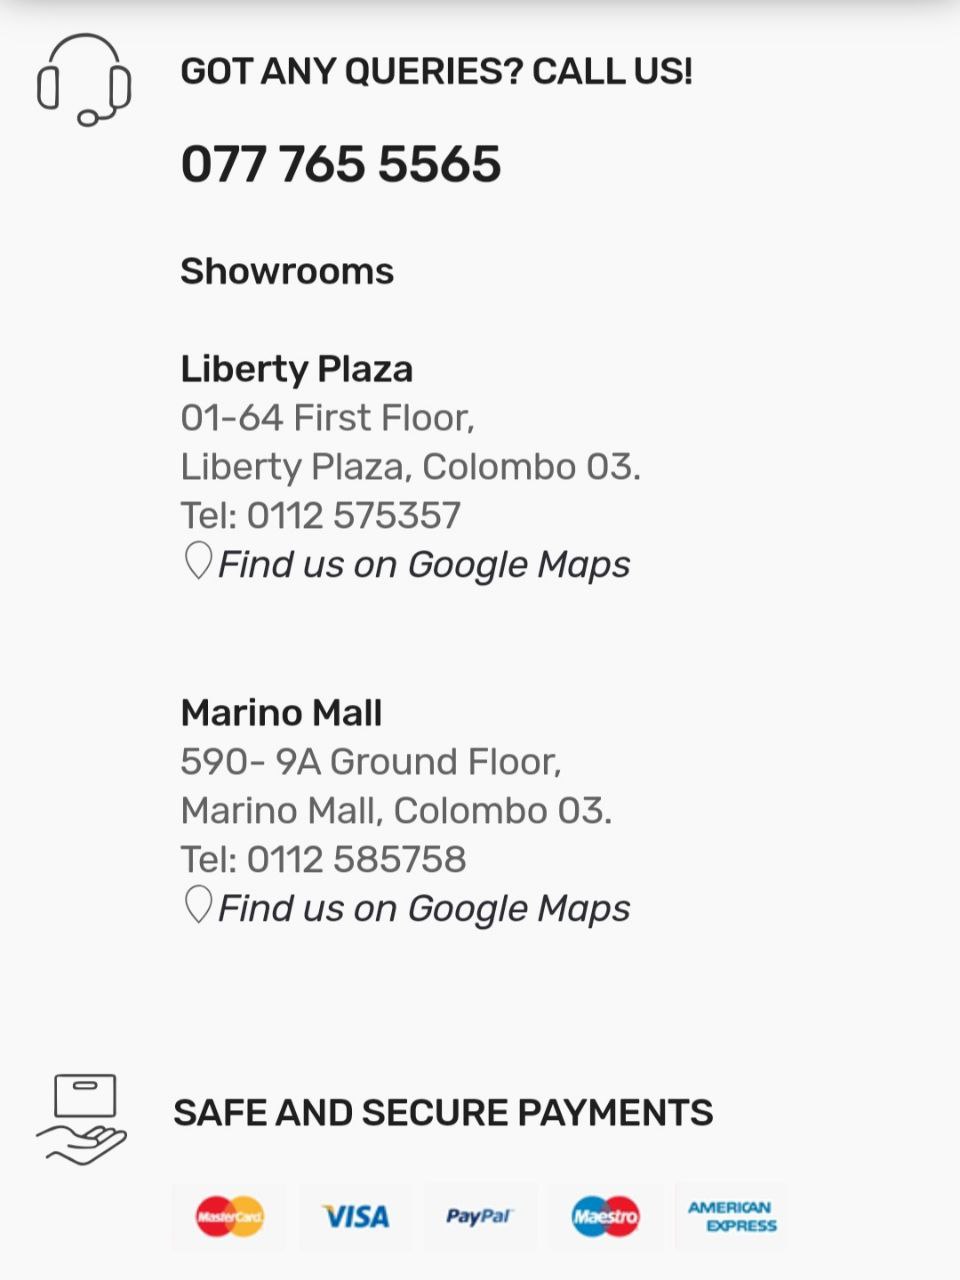 GOT ANY QUERIES? CALL US!
077 765 5565
Showrooms
Liberty Plaza
01-64 First Floor,
Liberty Plaza, Colombo 03.
Tel: 0112 575357
Find us on Google Maps
Marino Mall
590- 9A Ground Floor,
Marino Mall, Colombo 03.
Tel: 0112 585758
Find us on Google Maps
SAFE AND SECURE PAYMENTS
MasterCard VISA PayPal Maestro AMERICAN EXPRESS